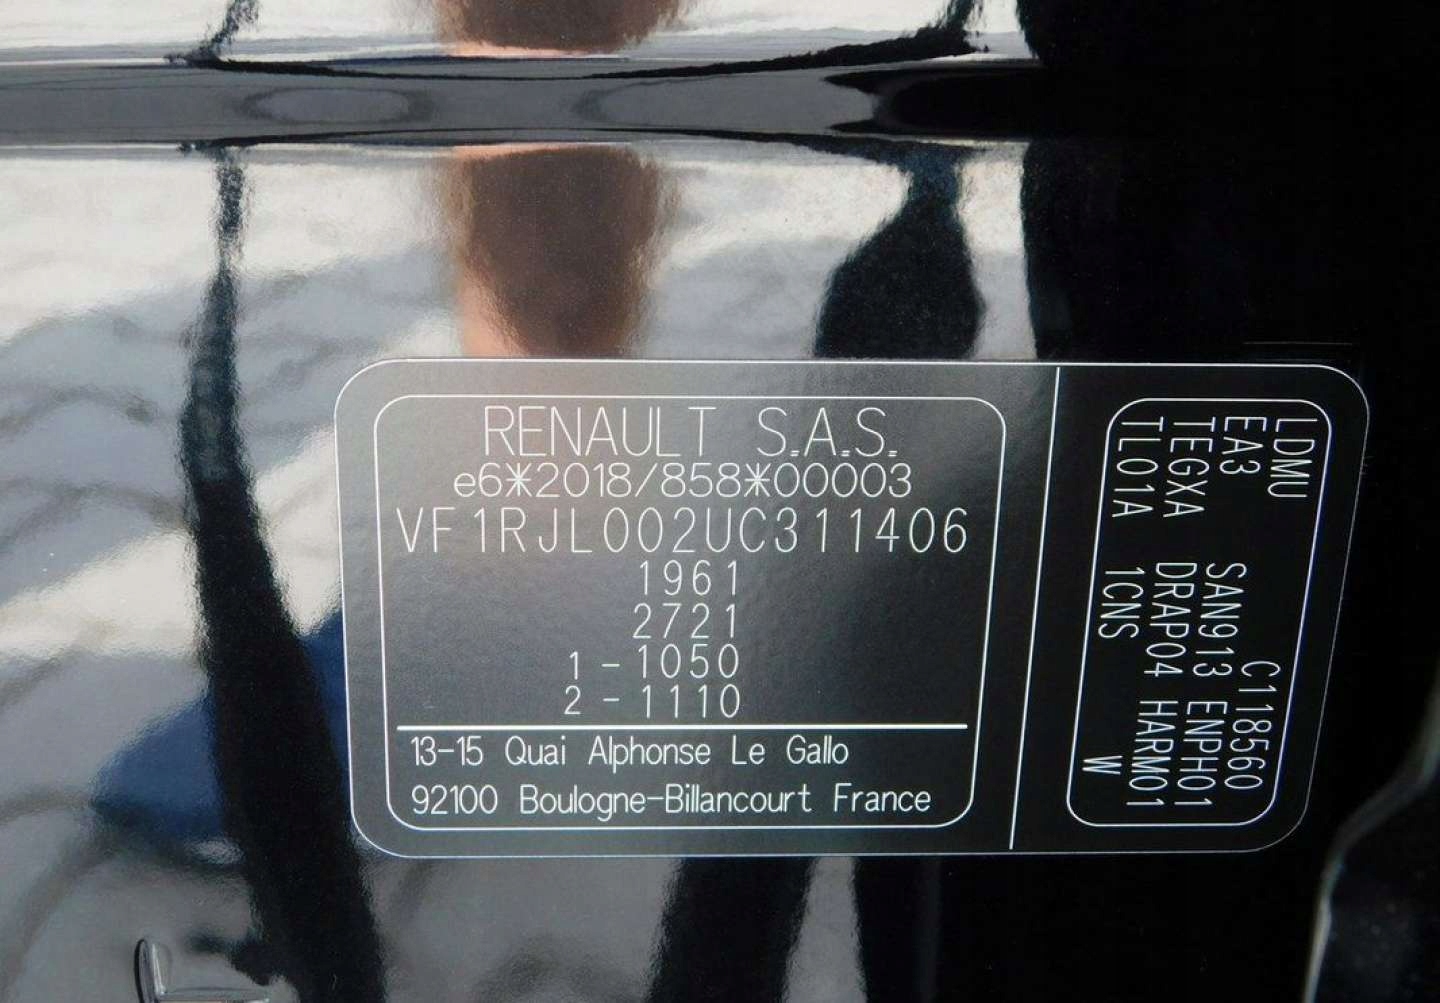 RENAULT S.A.S.
e6*2018/858*00003
VF1RJL002UC311406
1961
2721
1 - 1050
2 - 1110
13-15 Quai Alphonse Le Gallo
92100 Boulogne-Billancourt France
LDMU C118560
EA3 SAN913 ENPH01
TEGXA DRAP04 HARM01
TL01A 1CNS W